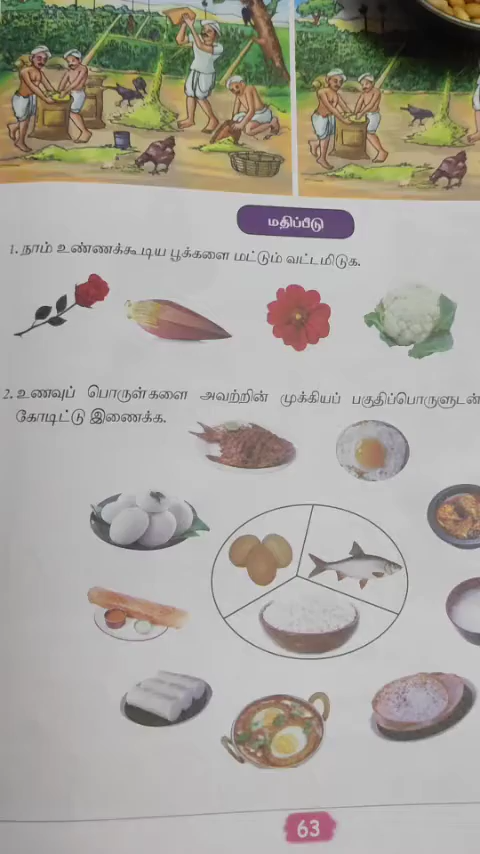 மதிப்பீடு
1. நாம் உண்ணக்கூடிய பூக்களை மட்டும் வட்டமிடுக.
2. உணவுப் பொருள்களை அவற்றின் முக்கியப் பகுதிப்பொருளுடன்
கோடிட்டு இணைக்க.
63